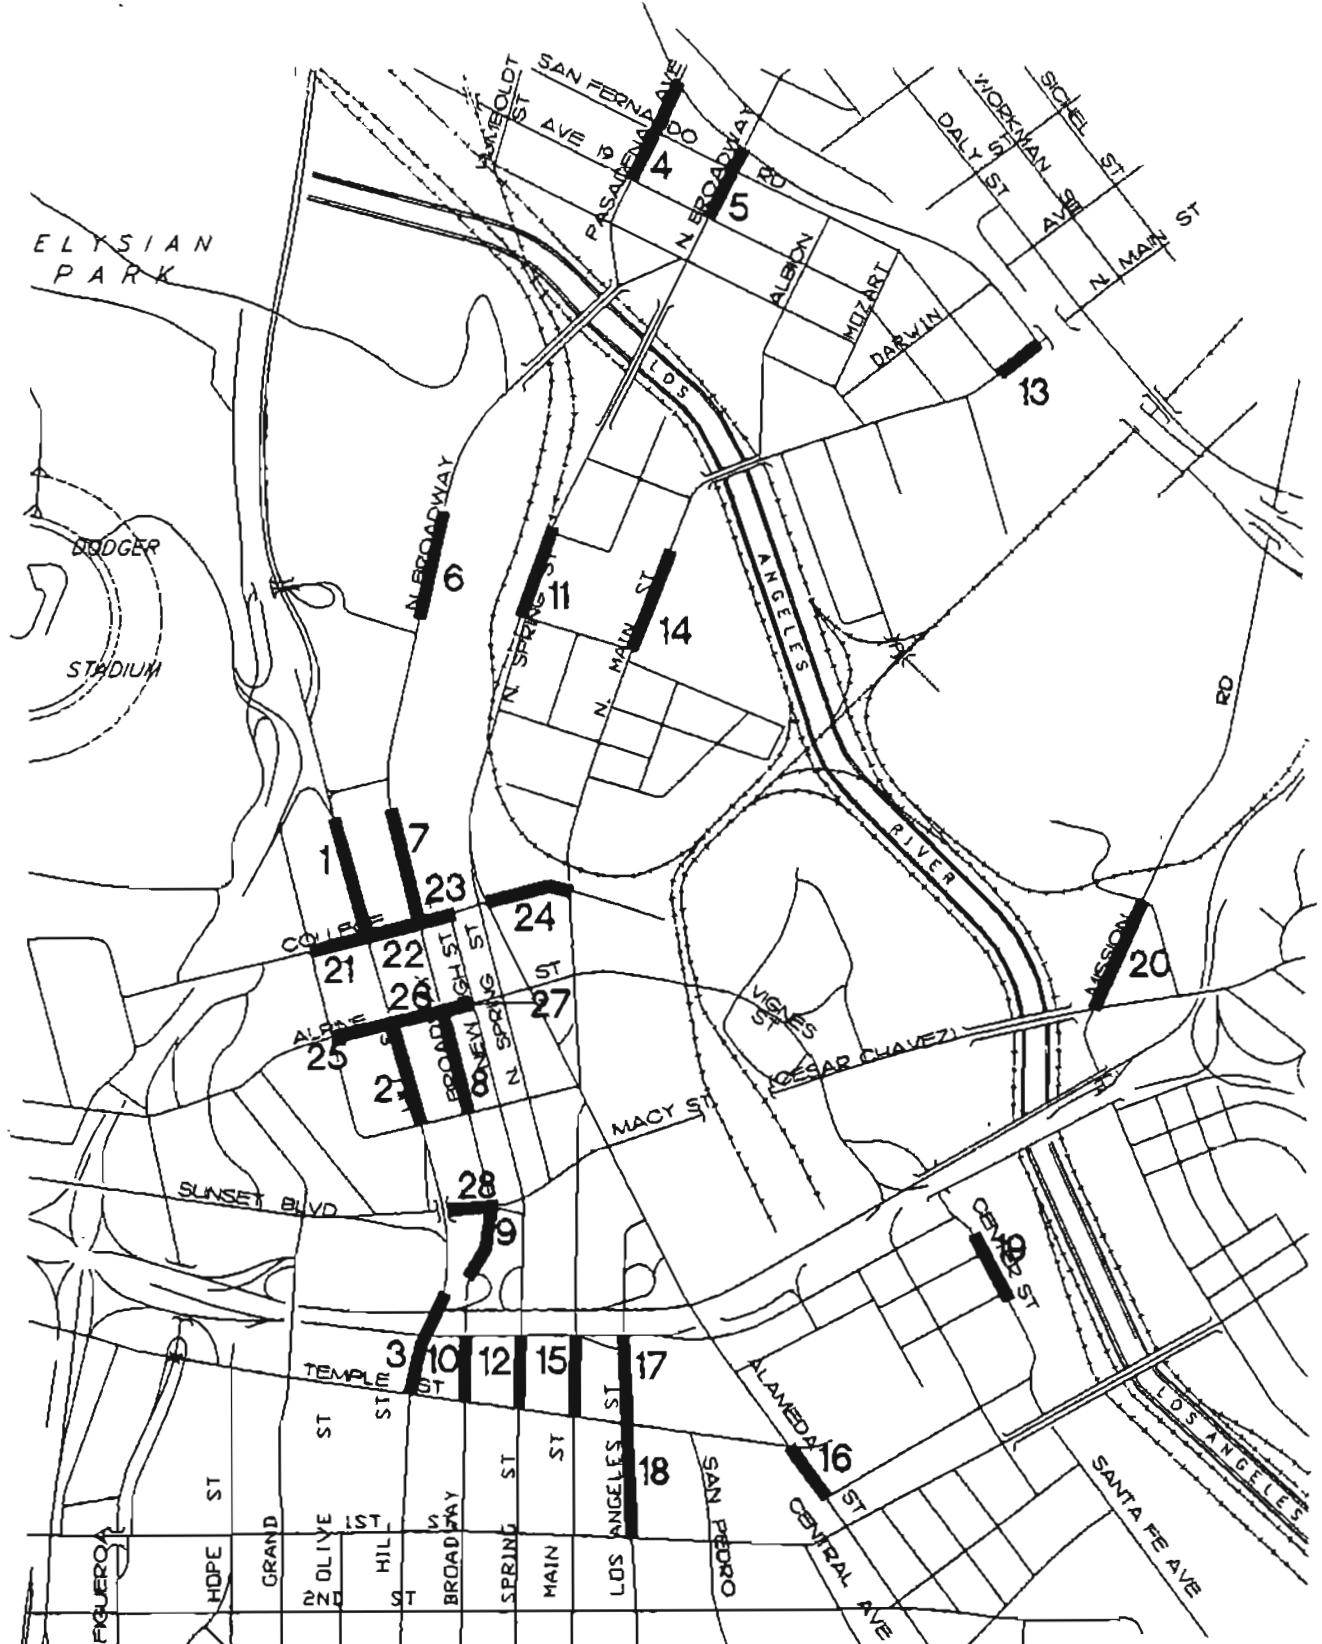 HUMBOLDT
ST
SAN FERNANDO
RD
PASADENA AVE
AVE 19
4
N. BROADWAY
5
DALY ST
ST
WORKMAN
ST
SICHEL
ST
AVE
N. MAIN ST
ELYSIAN
PARK
ALBION
MOZART
DARWIN
13
LOS
ANGELES
RIVER
DODGER
STADIUM
N. BROADWAY
6
N. SPRING ST
11
N. MAIN ST
14
RD
MISSION
20
1
7
23
24
COLLEGE
21
22
ST
ST
26
27
ALPINE
25
2
BROADWAY
8
NEW
N SPRING
VIGNES
ST
CESAR CHAVEZ
MACY ST
SUNSET BLVD
28
9
CENTER ST
3
10
12
15
17
TEMPLE
ST
ALAMEDA
ST
16
18
LOS ANGELES
LOS ANGELES ST
SAN PEDRO
CENTRAL AVE
SANTA FE AVE
FIGUEROA
HOPE ST
GRAND
OLIVE ST
HILL ST
BROADWAY
SPRING ST
MAIN ST
1ST ST
2ND ST